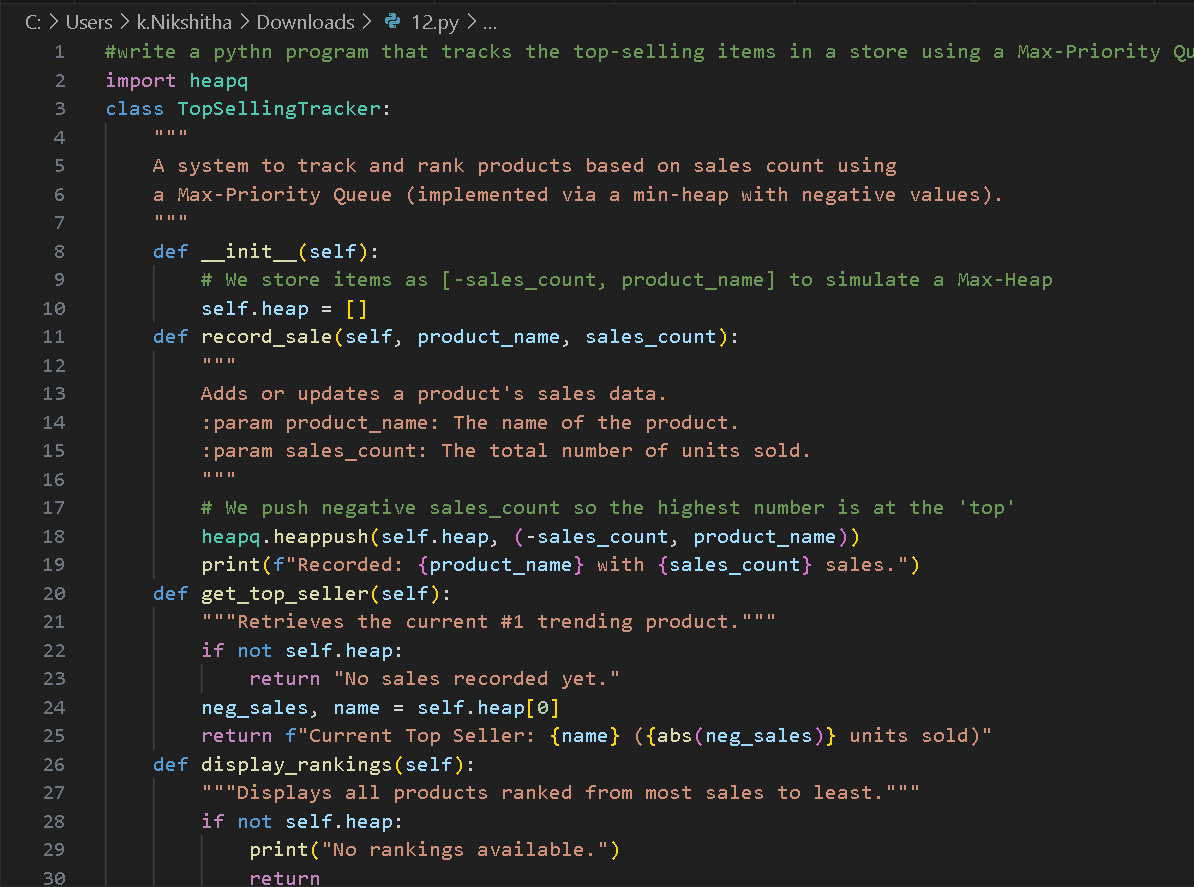 C: > Users > k.Nikshitha > Downloads > 12.py > ...
1 #write a pythn program that tracks the top-selling items in a store using a Max-Priority Qu
2 import heapq
3 class TopSellingTracker:
4     """
5     A system to track and rank products based on sales count using
6     a Max-Priority Queue (implemented via a min-heap with negative values).
7     """
8     def __init__(self):
9         # We store items as [-sales_count, product_name] to simulate a Max-Heap
10         self.heap = []
11     def record_sale(self, product_name, sales_count):
12         """
13         Adds or updates a product's sales data.
14         :param product_name: The name of the product.
15         :param sales_count: The total number of units sold.
16         """
17         # We push negative sales_count so the highest number is at the 'top'
18         heapq.heappush(self.heap, (-sales_count, product_name))
19         print(f"Recorded: {product_name} with {sales_count} sales.")
20     def get_top_seller(self):
21         """Retrieves the current #1 trending product."""
22         if not self.heap:
23             return "No sales recorded yet."
24         neg_sales, name = self.heap[0]
25         return f"Current Top Seller: {name} ({abs(neg_sales)} units sold)"
26     def display_rankings(self):
27         """Displays all products ranked from most sales to least."""
28         if not self.heap:
29             print("No rankings available.")
30             return